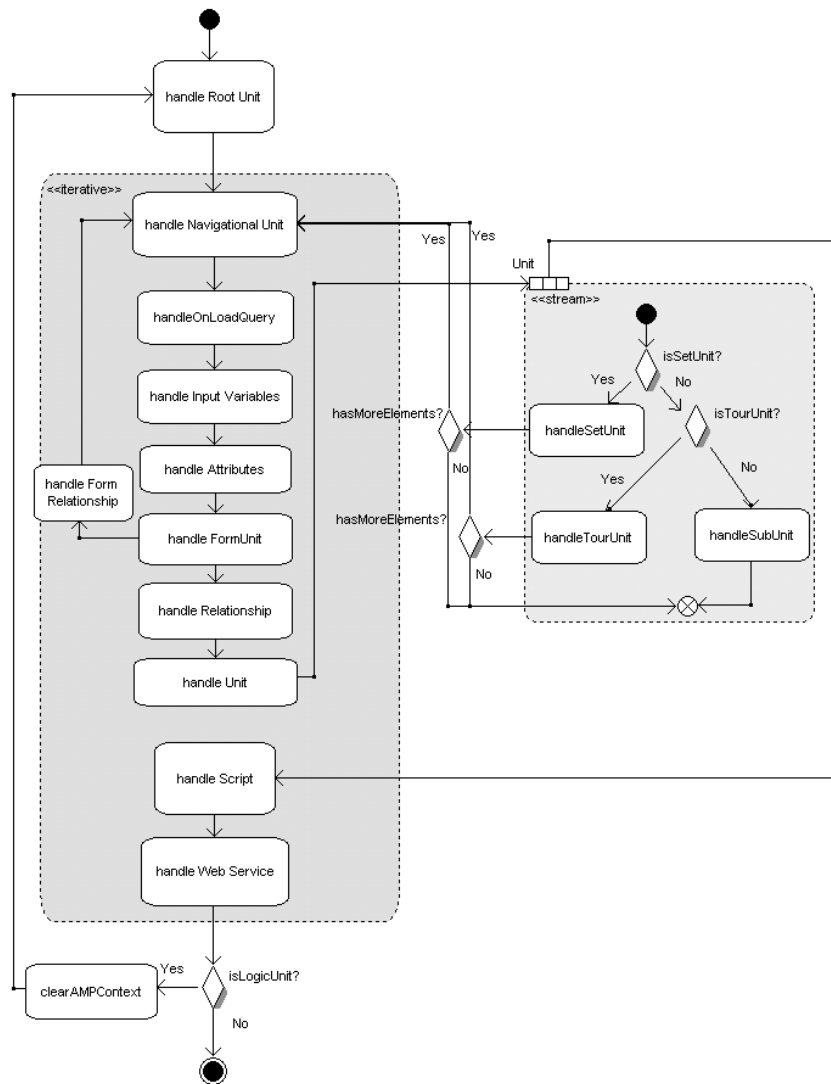 handle Root Unit
<<iterative>>
handle Navigational Unit
Yes
Yes
Unit
<<stream>>
handleOnLoadQuery
isSetUnit?
Yes
No
handle Input Variables
hasMoreElements?
handleSetUnit
isTourUnit?
handle Attributes
No
Yes
No
handle Form
Relationship
hasMoreElements?
handle FormUnit
handleTourUnit
handleSubUnit
No
handle Relationship
handle Unit
handle Script
handle Web Service
isLogicUnit?
Yes
clearAMPContext
No